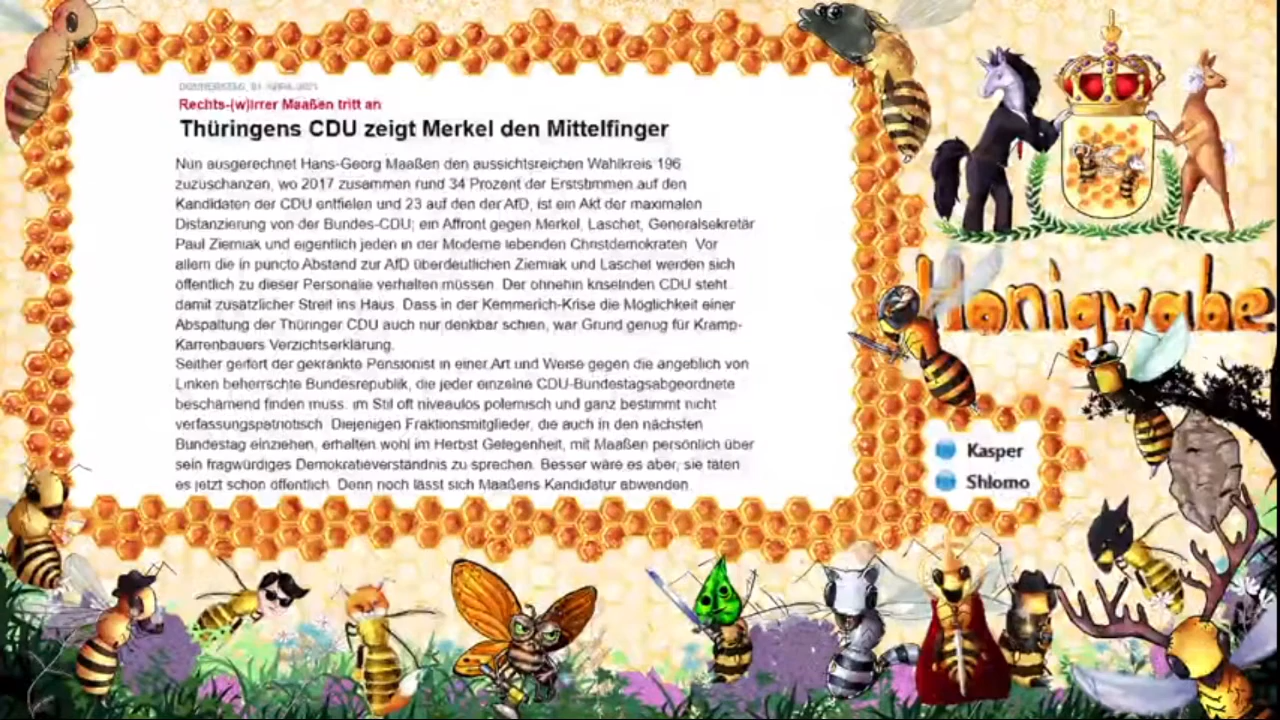 DONNERSTAG, 01. APRIL 2021
Rechts-(w)irrer Maaßen tritt an
Thüringens CDU zeigt Merkel den Mittelfinger
Nun ausgerechnet Hans-Georg Maaßen den aussichtsreichen Wahlkreis 196
zuzuschanzen, wo 2017 zusammen rund 34 Prozent der Erststimmen auf den
Kandidaten der CDU entfielen und 23 auf den der AfD, ist ein Akt der maximalen
Distanzierung von der Bundes-CDU; ein Affront gegen Merkel, Laschet, Generalsekretär
Paul Ziemiak und eigentlich jeden in der Moderne lebenden Christdemokraten. Vor
allem die in puncto Abstand zur AfD überdeutlichen Ziemiak und Laschet werden sich
öffentlich zu dieser Personalie verhalten müssen. Der ohnehin kriselnden CDU steht
damit zusätzlicher Streit ins Haus. Dass in der Kemmerich-Krise die Möglichkeit einer
Abspaltung der Thüringer CDU auch nur denkbar schien, war Grund genug für Kramp-
Karrenbauers Verzichtserklärung.
Seither geifert der gekränkte Pensionist in einer Art und Weise gegen die angeblich von
Linken beherrschte Bundesrepublik, die jeder einzelne CDU-Bundestagsabgeordnete
beschämend finden muss: im Stil oft niveaulos polemisch und ganz bestimmt nicht
verfassungspatriotisch. Diejenigen Fraktionsmitglieder, die auch in den nächsten
Bundestag einziehen, erhalten wohl im Herbst Gelegenheit, mit Maaßen persönlich über
sein fragwürdiges Demokratieverständnis zu sprechen. Besser wäre es aber, sie täten
es jetzt schon öffentlich. Denn noch lässt sich Maaßens Kandidatur abwenden.
Honigwabe
Kasper
Shlomo